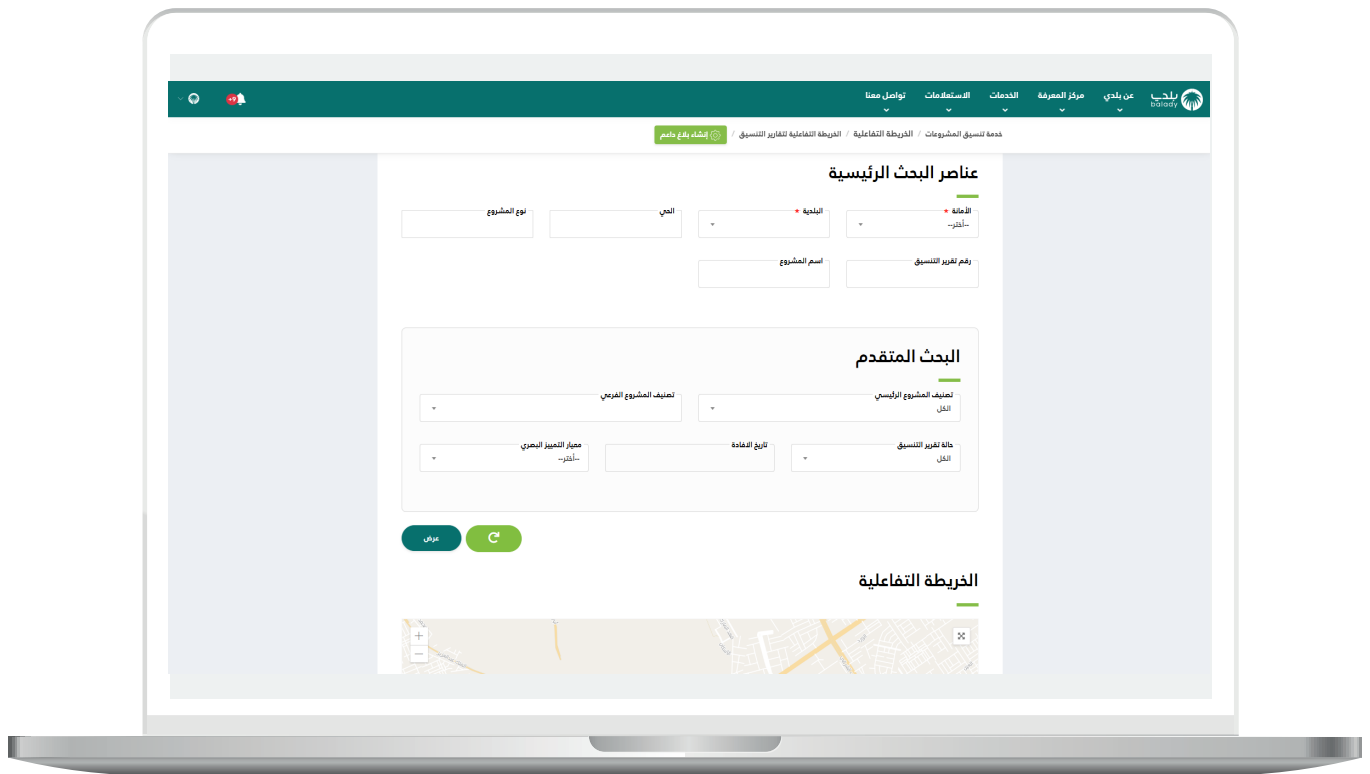 بلدي
balady
عن بلدي
مركز المعرفة
الخدمات
الاستعلامات
تواصل معنا
+9
خدمة تنسيق المشروعات / الخريطة التفاعلية / الخريطة التفاعلية لتقارير التنسيق / إنشاء بلاغ داعم
عناصر البحث الرئيسية
الأمانة * البلدية * الحي نوع المشروع
--أختر--
رقم تقرير التنسيق اسم المشروع
البحث المتقدم
تصنيف المشروع الرئيسي تصنيف المشروع الفرعي
الكل
حالة تقرير التنسيق تاريخ الافادة معيار التمييز البصري
الكل --أختر--
عرض
الخريطة التفاعلية
+
−